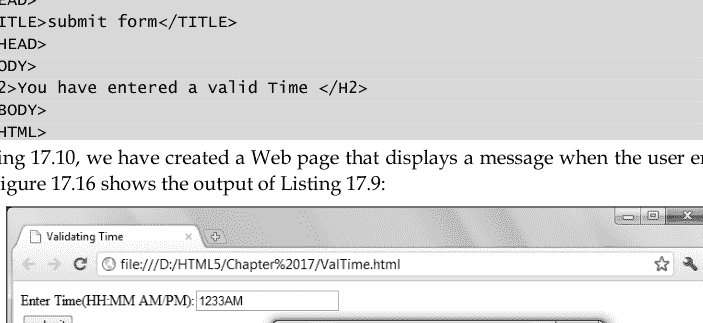 EAD>
ITLE>submit form</TITLE>
HEAD>
ODY>
2>You have entered a valid Time </H2>
BODY>
HTML>
ing 17.10, we have created a Web page that displays a message when the user en
igure 17.16 shows the output of Listing 17.9:
Validating Time
file:///D:/HTML5/Chapter%2017/ValTime.html
Enter Time(HH:MM AM/PM): 1233AM
submit